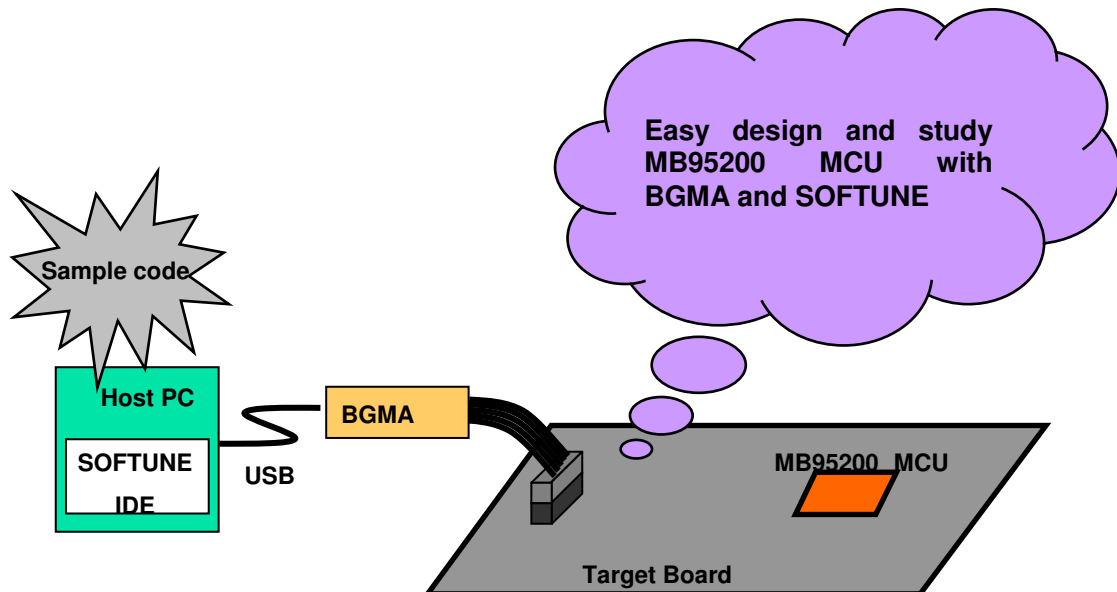 Easy design and study
MB95200 MCU with
BGMA and SOFTUNE
Sample code
Host PC
SOFTUNE
IDE
USB
BGMA
MB95200 MCU
Target Board